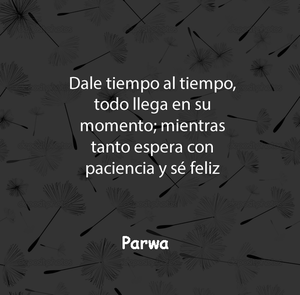 Dale tiempo al tiempo,
todo llega en su
momento; mientras
tanto espera con
paciencia y sé feliz
Parwa